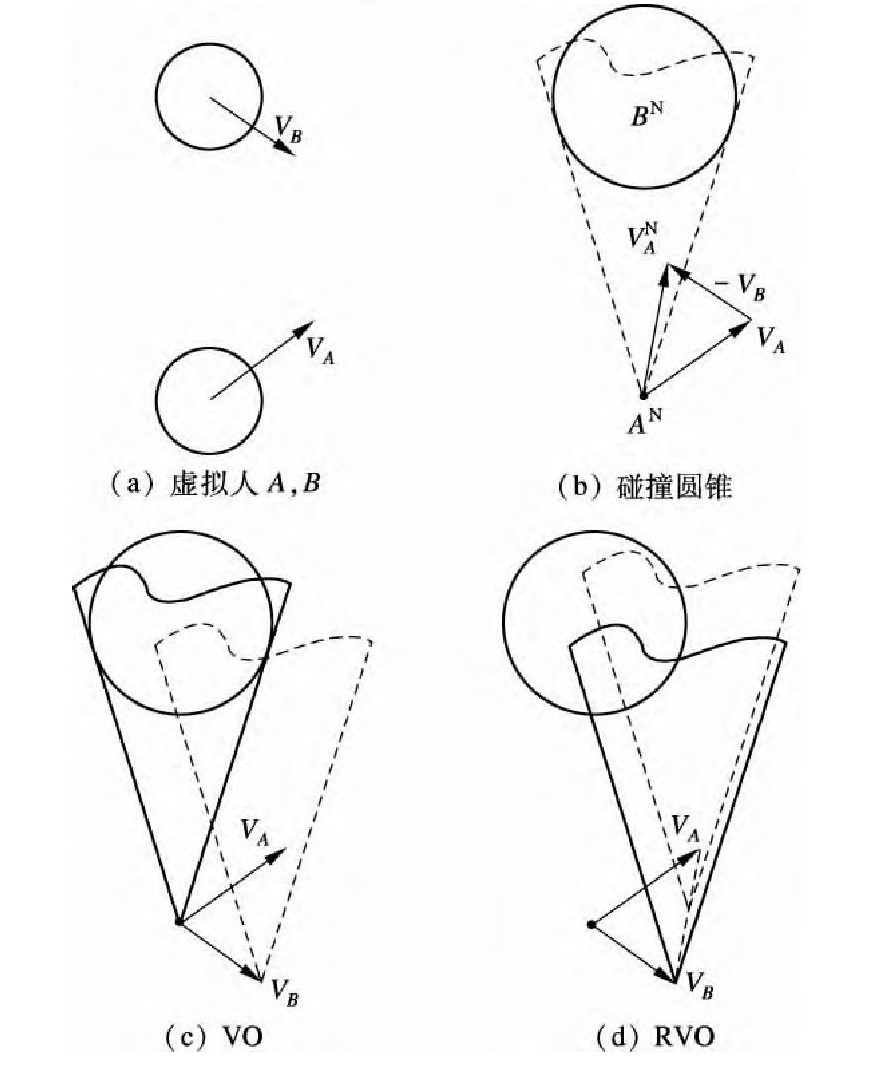 V_B
V_A
(a) 虚拟人 A,B
B^N
V_A^N
-V_B
V_A
A^N
(b) 碰撞圆锥
V_A
V_B
(c) VO
V_A
V_B
(d) RVO